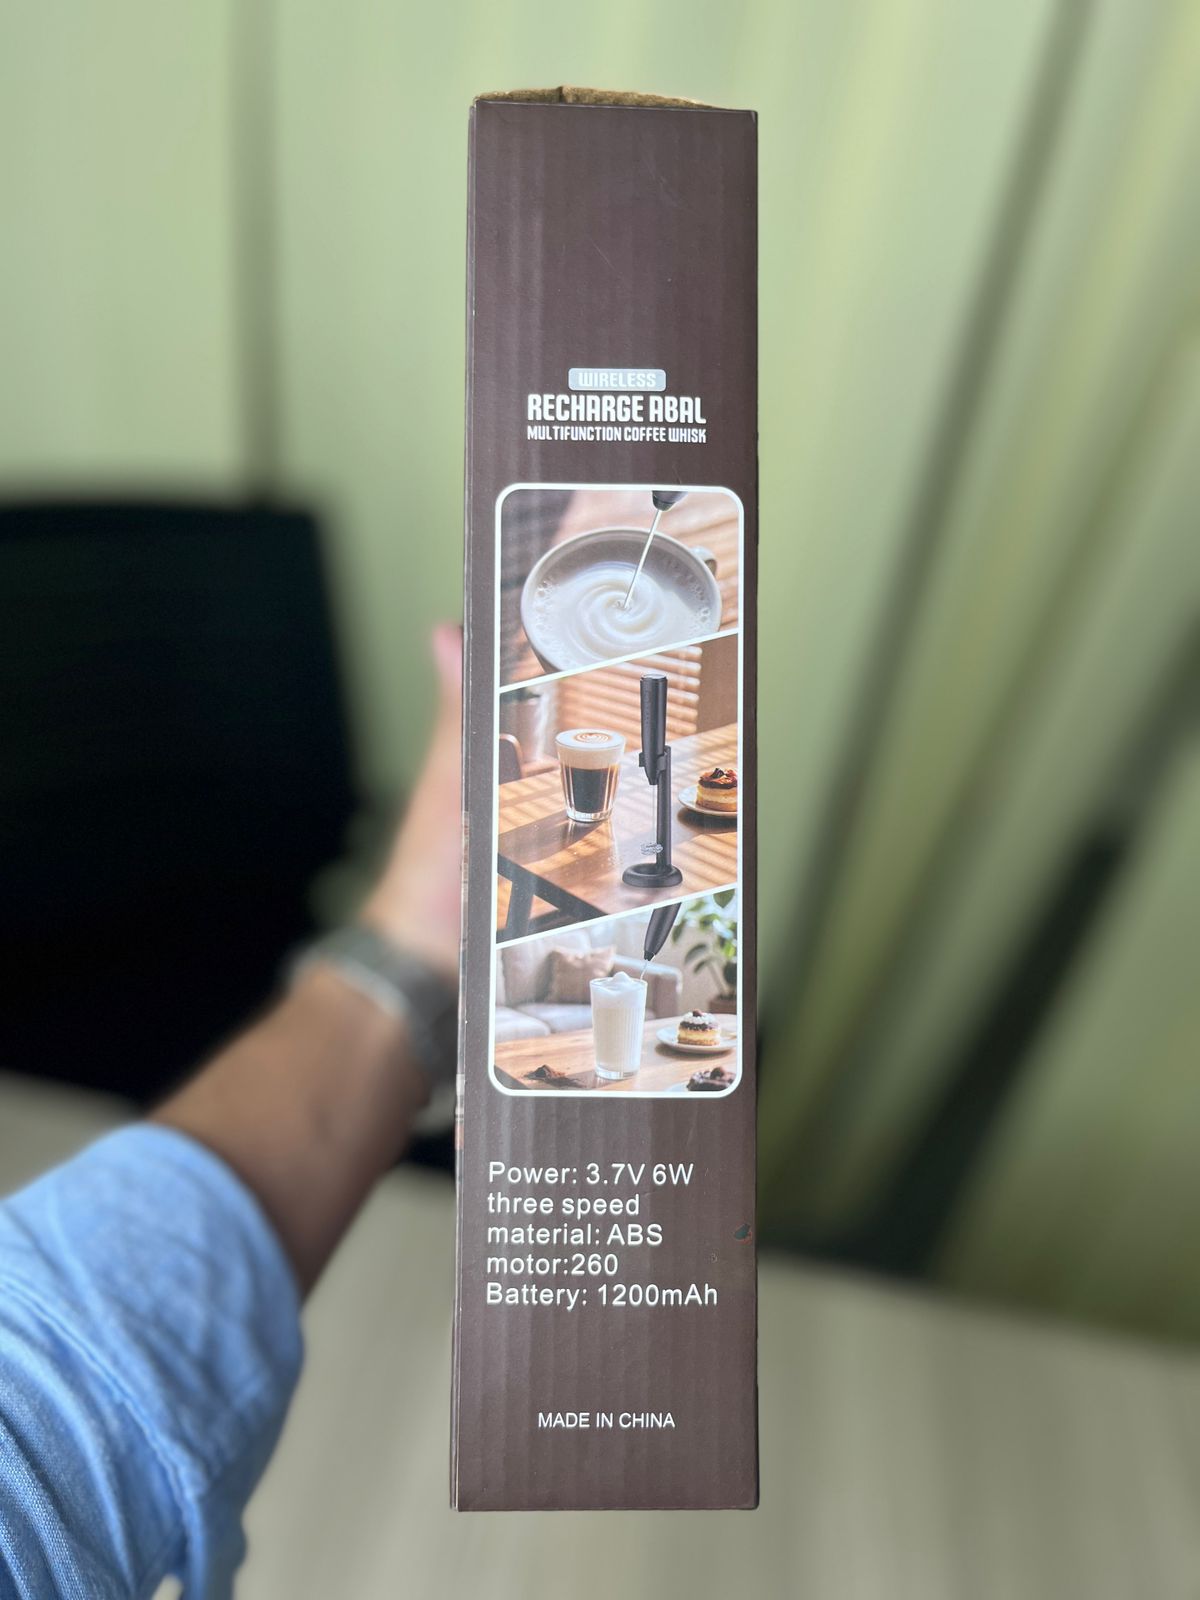 WIRELESS
RECHARGE ABAL
MULTIFUNCTION COFFEE WHISK
Power: 3.7V 6W
three speed
material: ABS
motor:260
Battery: 1200mAh
MADE IN CHINA